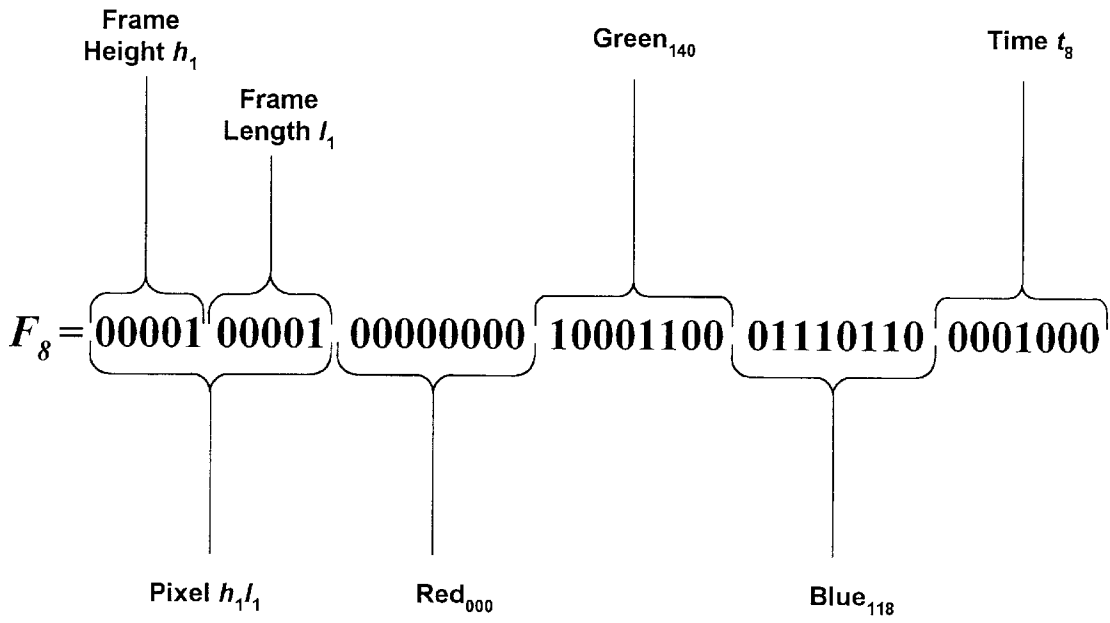 Frame
Height h₁
Green₁₄₀
Time t₈
Frame
Length l₁
F₈ = 00001 00001 00000000 10001100 01110110 0001000
Pixel h₁l₁
Red₀₀₀
Blue₁₁₈